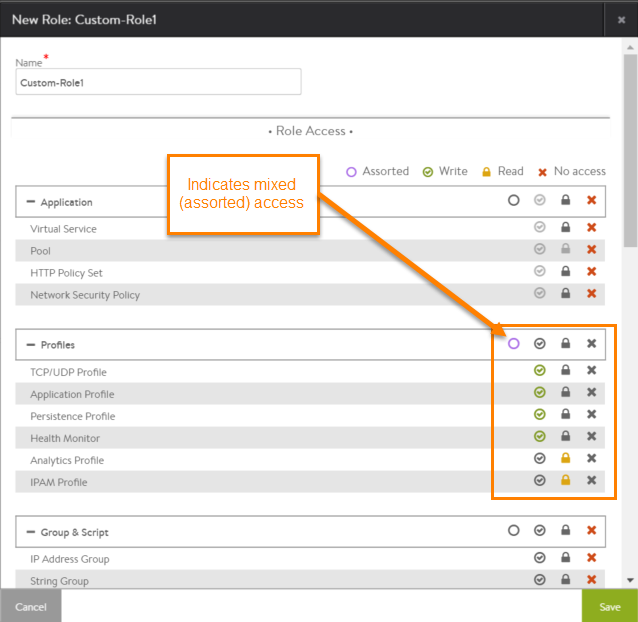 New Role: Custom-Role1
Name*
Custom-Role1
• Role Access •
Assorted Write Read No access
Indicates mixed
(assorted) access
Application
Virtual Service
Pool
HTTP Policy Set
Network Security Policy
Profiles
TCP/UDP Profile
Application Profile
Persistence Profile
Health Monitor
Analytics Profile
IPAM Profile
Group & Script
IP Address Group
String Group
Cancel Save